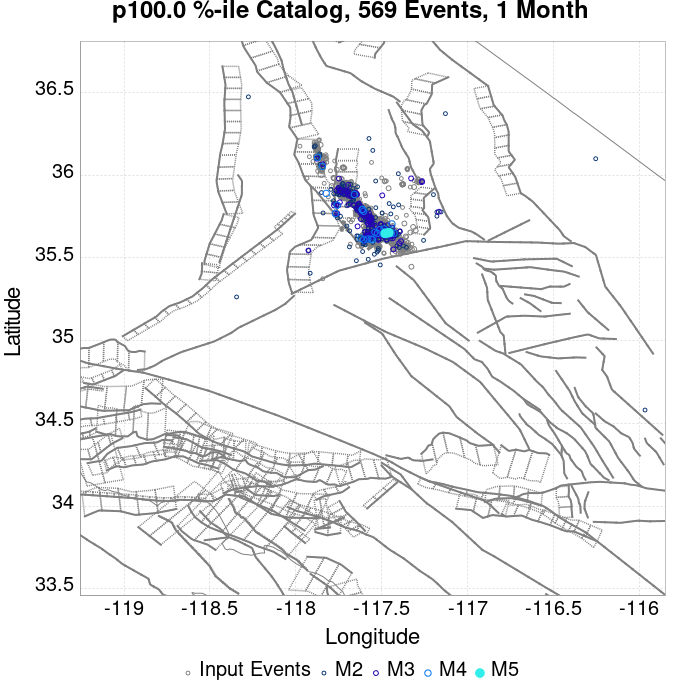 p100.0 %-ile Catalog, 569 Events, 1 Month
36.5
36
35.5
35
34.5
34
33.5
Latitude
-119 -118.5 -118 -117.5 -117 -116.5 -116
Longitude
Input Events M2 M3 M4 M5